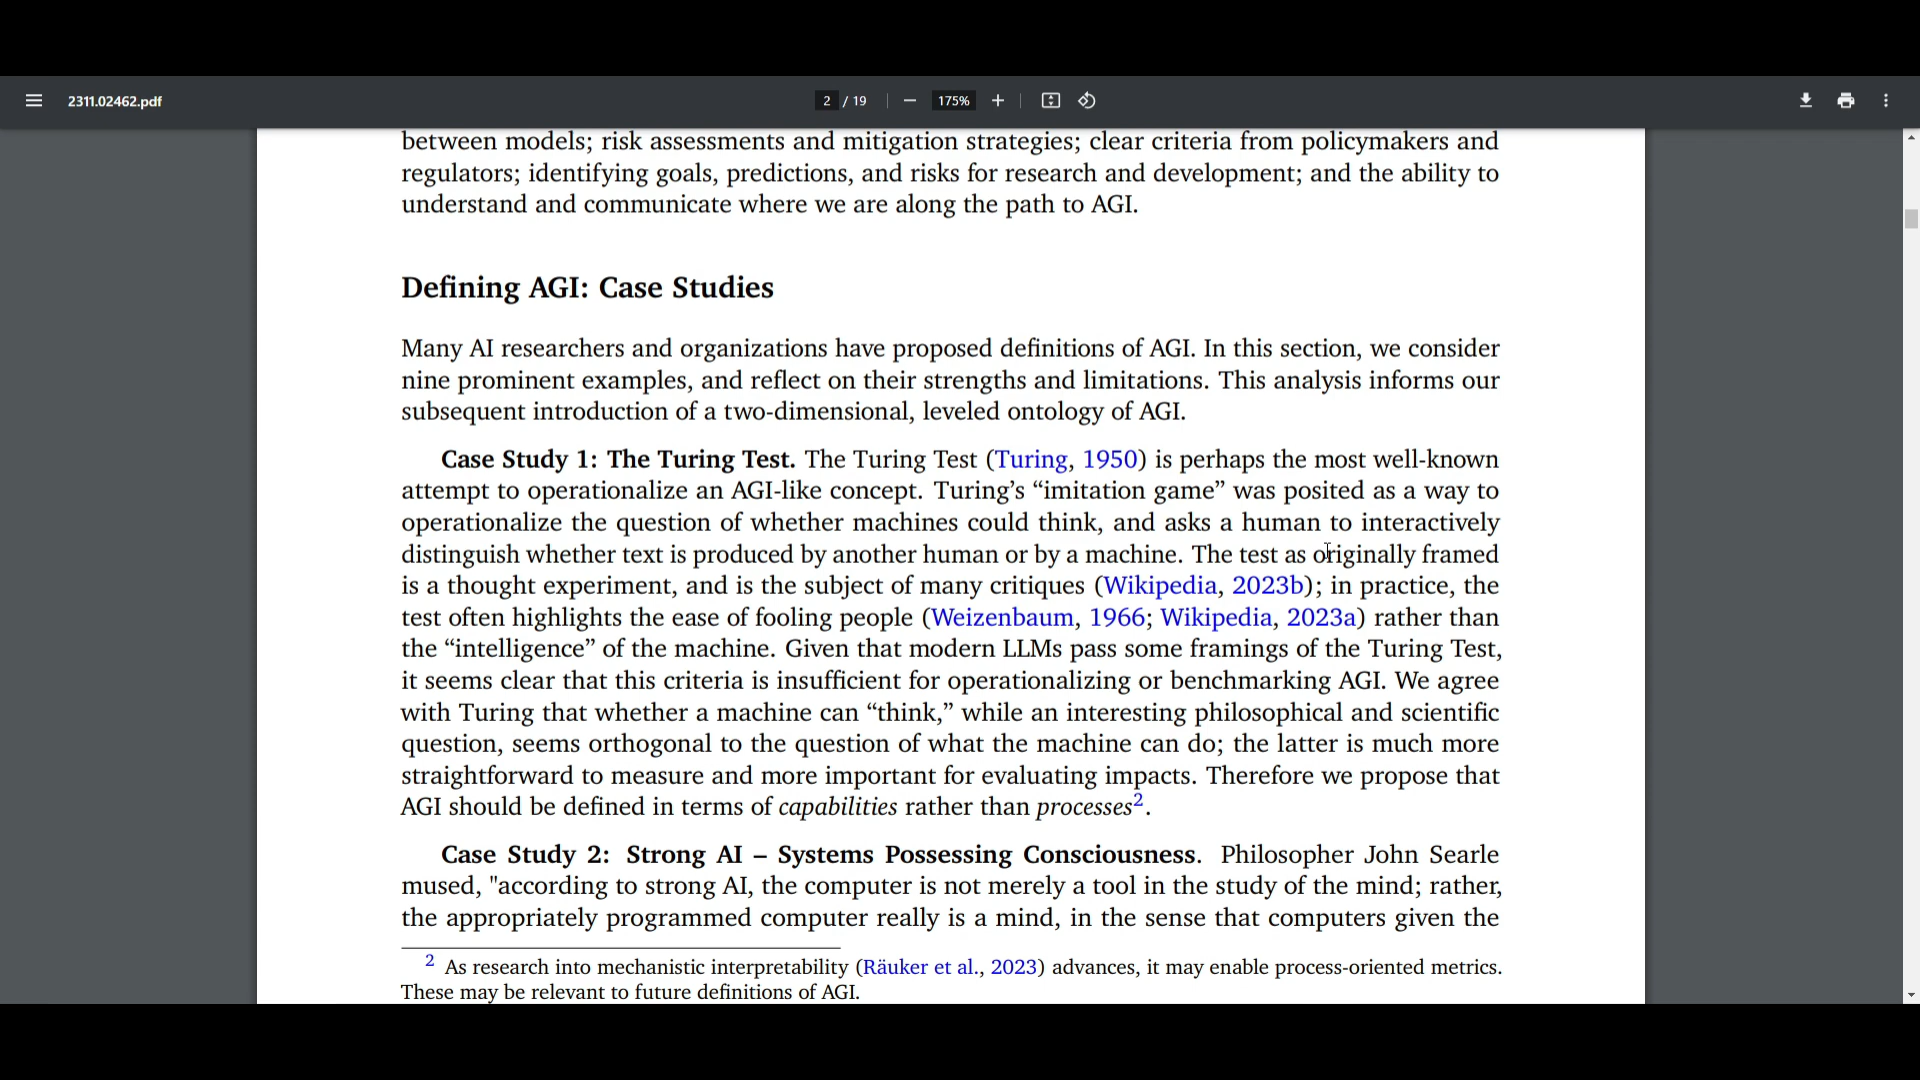 2311.02462.pdf
2 / 19
175%
between models; risk assessments and mitigation strategies; clear criteria from policymakers and
regulators; identifying goals, predictions, and risks for research and development; and the ability to
understand and communicate where we are along the path to AGI.
Defining AGI: Case Studies
Many AI researchers and organizations have proposed definitions of AGI. In this section, we consider
nine prominent examples, and reflect on their strengths and limitations. This analysis informs our
subsequent introduction of a two-dimensional, leveled ontology of AGI.
Case Study 1: The Turing Test. The Turing Test (Turing, 1950) is perhaps the most well-known
attempt to operationalize an AGI-like concept. Turing’s “imitation game” was posited as a way to
operationalize the question of whether machines could think, and asks a human to interactively
distinguish whether text is produced by another human or by a machine. The test as originally framed
is a thought experiment, and is the subject of many critiques (Wikipedia, 2023b); in practice, the
test often highlights the ease of fooling people (Weizenbaum, 1966; Wikipedia, 2023a) rather than
the “intelligence” of the machine. Given that modern LLMs pass some framings of the Turing Test,
it seems clear that this criteria is insufficient for operationalizing or benchmarking AGI. We agree
with Turing that whether a machine can “think,” while an interesting philosophical and scientific
question, seems orthogonal to the question of what the machine can do; the latter is much more
straightforward to measure and more important for evaluating impacts. Therefore we propose that
AGI should be defined in terms of capabilities rather than processes2.
Case Study 2: Strong AI – Systems Possessing Consciousness. Philosopher John Searle
mused, "according to strong AI, the computer is not merely a tool in the study of the mind; rather,
the appropriately programmed computer really is a mind, in the sense that computers given the
2 As research into mechanistic interpretability (Räuker et al., 2023) advances, it may enable process-oriented metrics.
These may be relevant to future definitions of AGI.